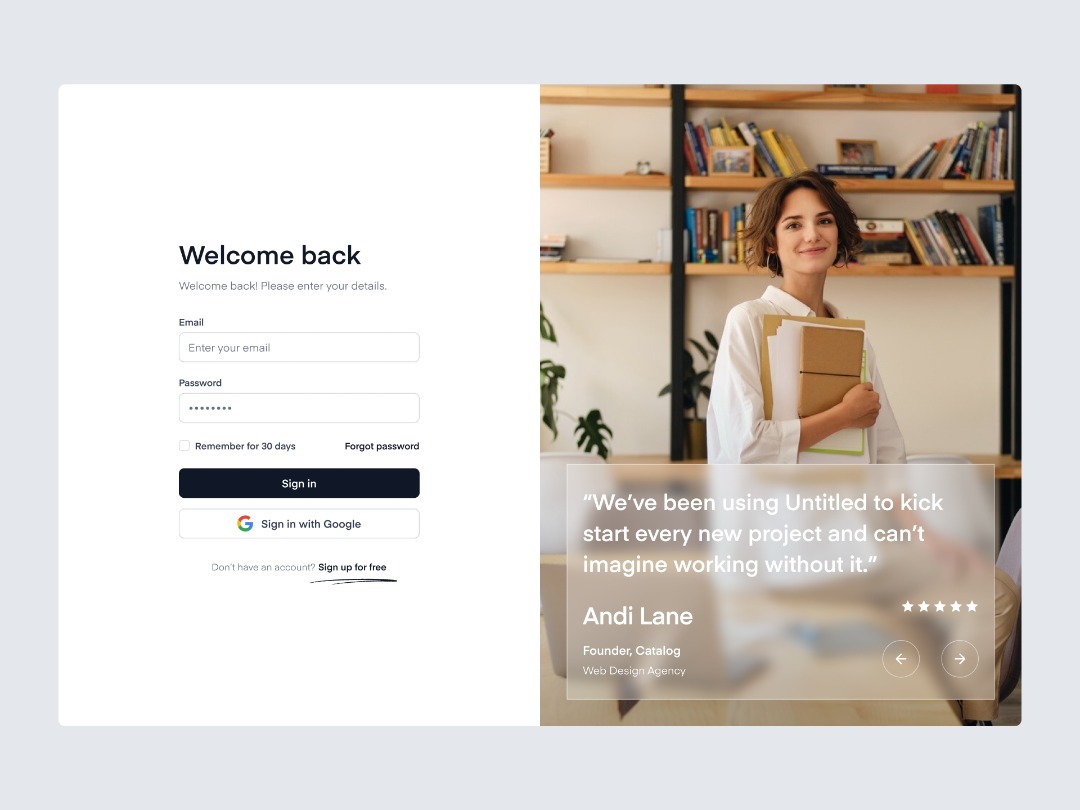 Welcome back
Welcome back! Please enter your details.
Email
Enter your email
Password
••••••••
Remember for 30 days
Forgot password
Sign in
Sign in with Google
Don't have an account? Sign up for free
“We’ve been using Untitled to kick
start every new project and can’t
imagine working without it.”
Andi Lane
Founder, Catalog
Web Design Agency